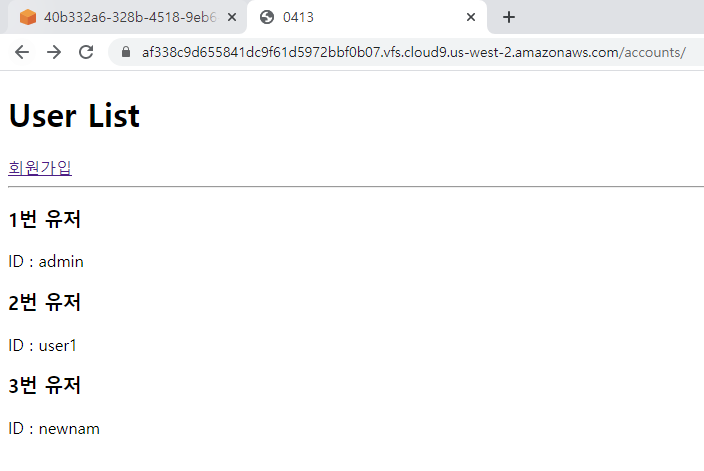 40b332a6-328b-4518-9eb6
0413
af338c9d655841dc9f61d5972bbf0b07.vfs.cloud9.us-west-2.amazonaws.com/accounts/
User List
회원가입
1번 유저
ID : admin
2번 유저
ID : user1
3번 유저
ID : newnam